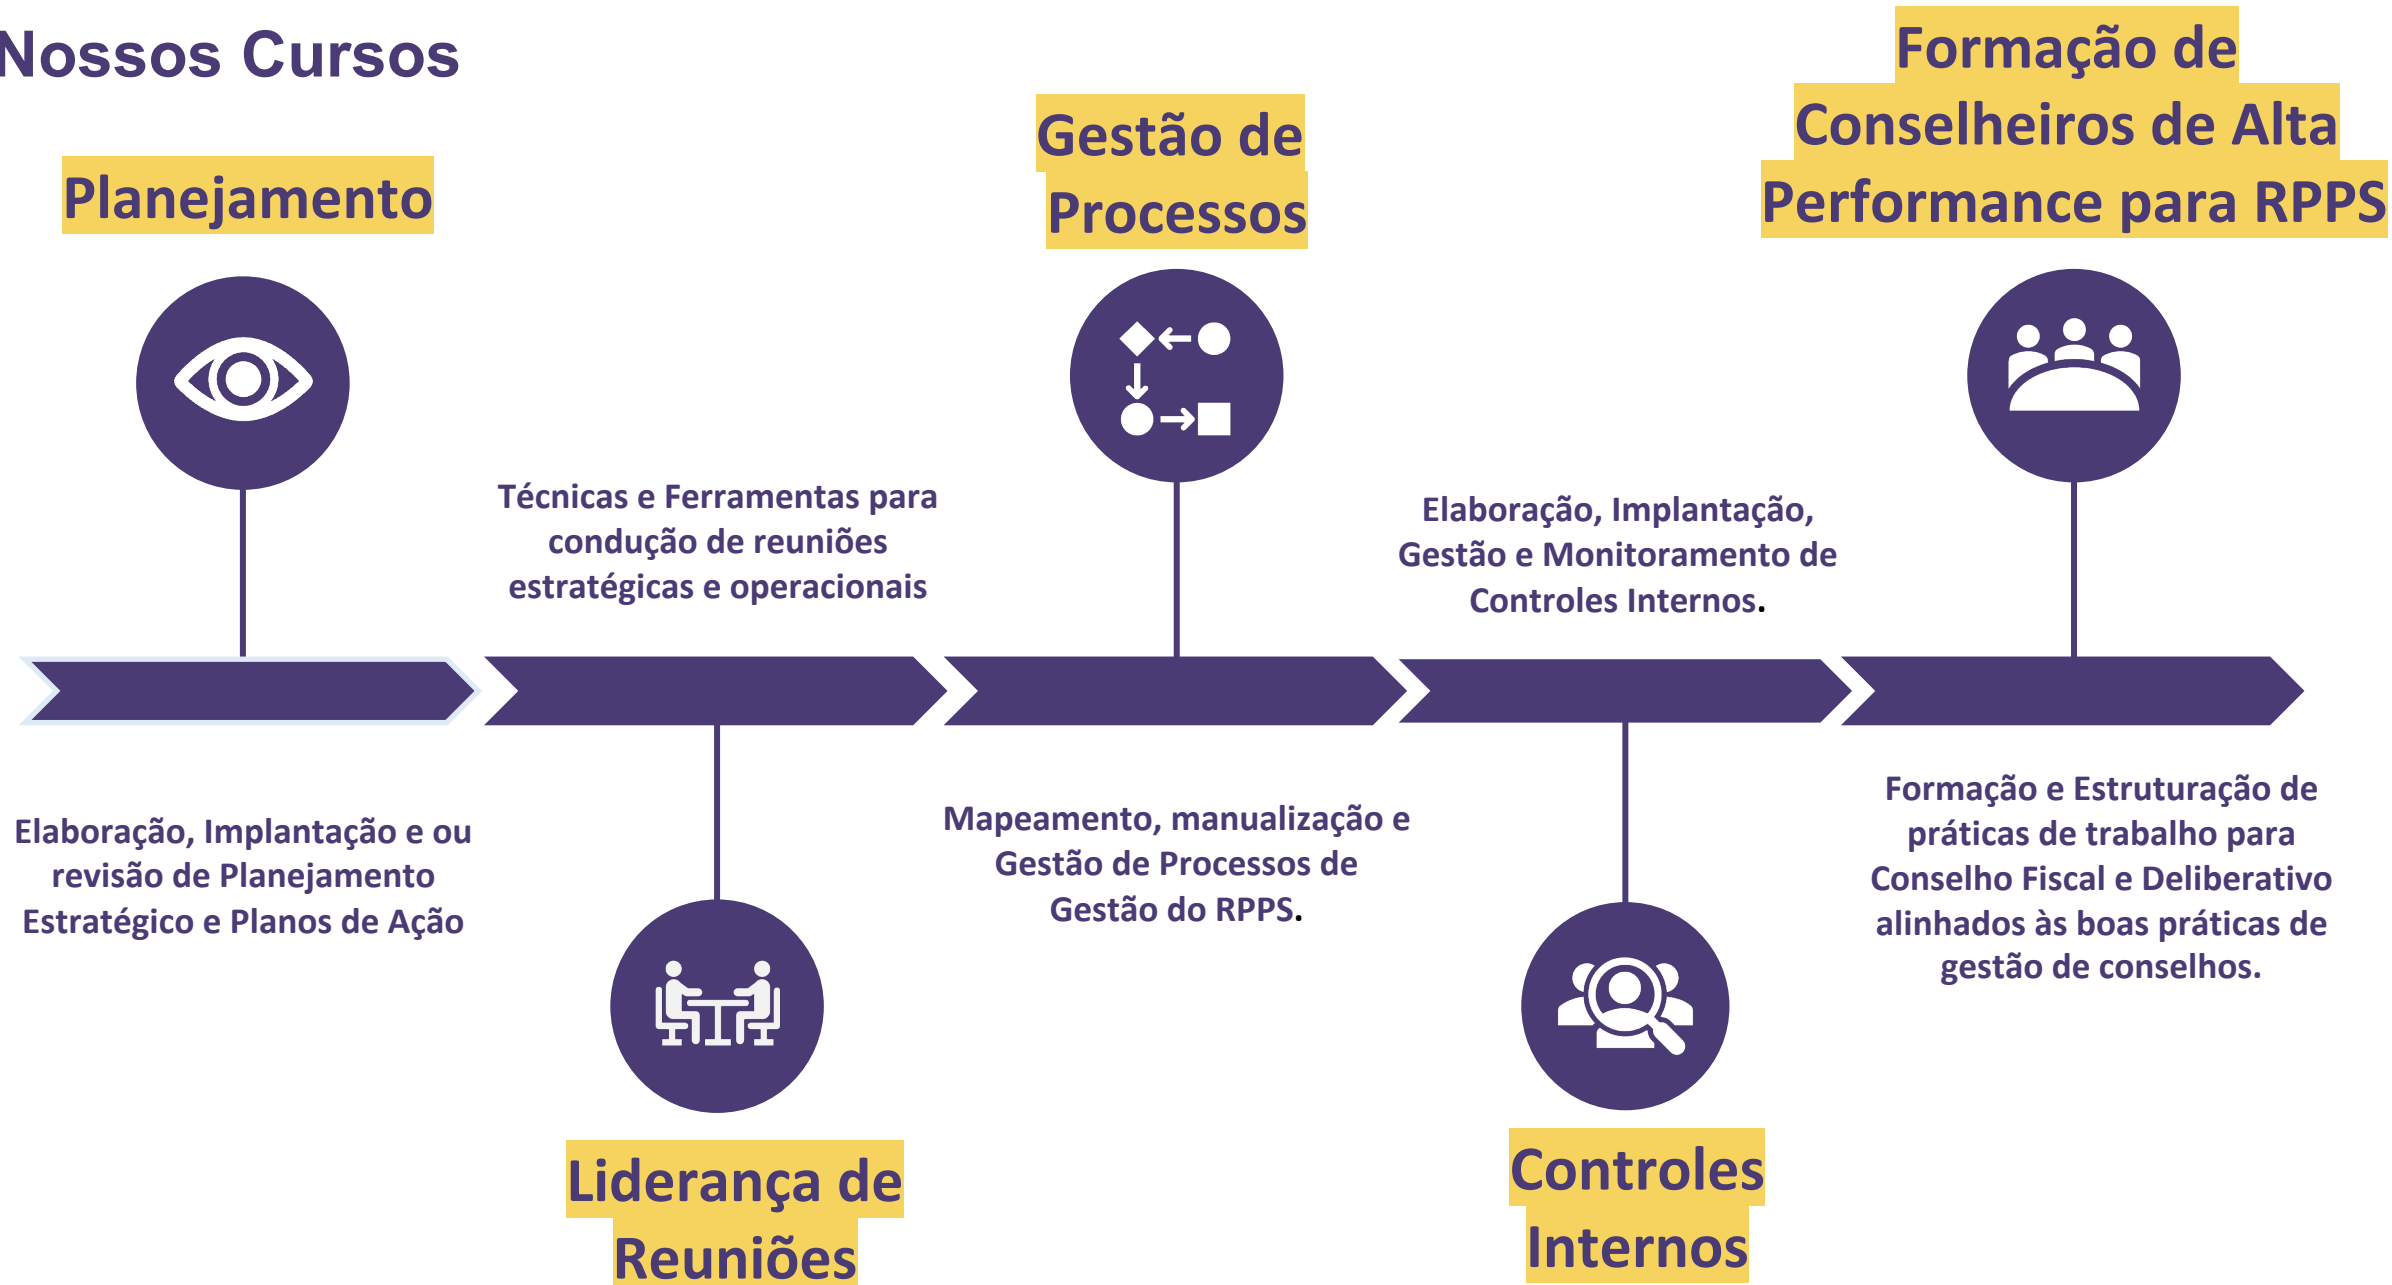 Nossos Cursos
Planejamento
Elaboração, Implantação e ou
revisão de Planejamento
Estratégico e Planos de Ação
Técnicas e Ferramentas para
condução de reuniões
estratégicas e operacionais
Liderança de
Reuniões
Gestão de
Processos
Mapeamento, manualização e
Gestão de Processos de
Gestão do RPPS.
Elaboração, Implantação,
Gestão e Monitoramento de
Controles Internos.
Controles
Internos
Formação de
Conselheiros de Alta
Performance para RPPS
Formação e Estruturação de
práticas de trabalho para
Conselho Fiscal e Deliberativo
alinhados às boas práticas de
gestão de conselhos.